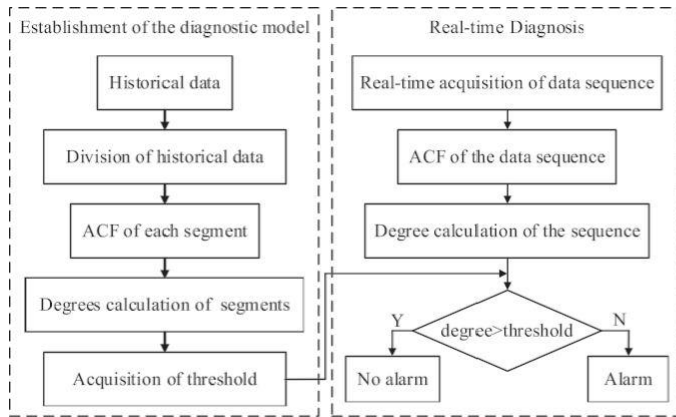 Establishment of the diagnostic model
Historical data
Division of historical data
ACF of each segment
Degrees calculation of segments
Acquisition of threshold
Real-time Diagnosis
Real-time acquisition of data sequence
ACF of the data sequence
Degree calculation of the sequence
degree>threshold
Y
N
No alarm
Alarm